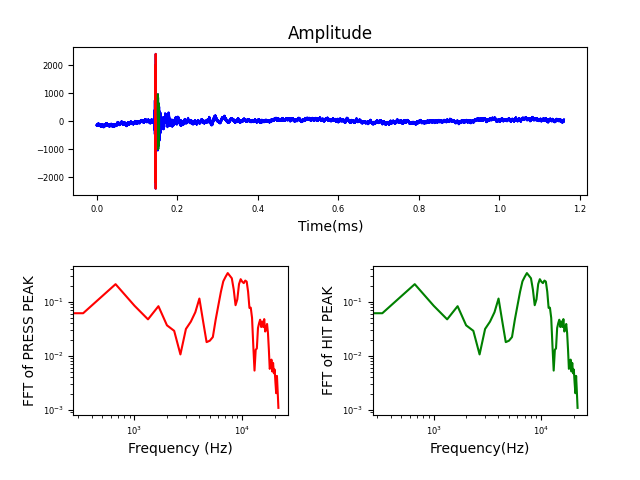 Amplitude
2000
1000
0
−1000
−2000
0.0 0.2 0.4 0.6 0.8 1.0 1.2
Time(ms)
FFT of PRESS PEAK
10⁻¹
10⁻²
10⁻³
10³ 10⁴
Frequency (Hz)
FFT of HIT PEAK
10⁻¹
10⁻²
10⁻³
10³ 10⁴
Frequency(Hz)